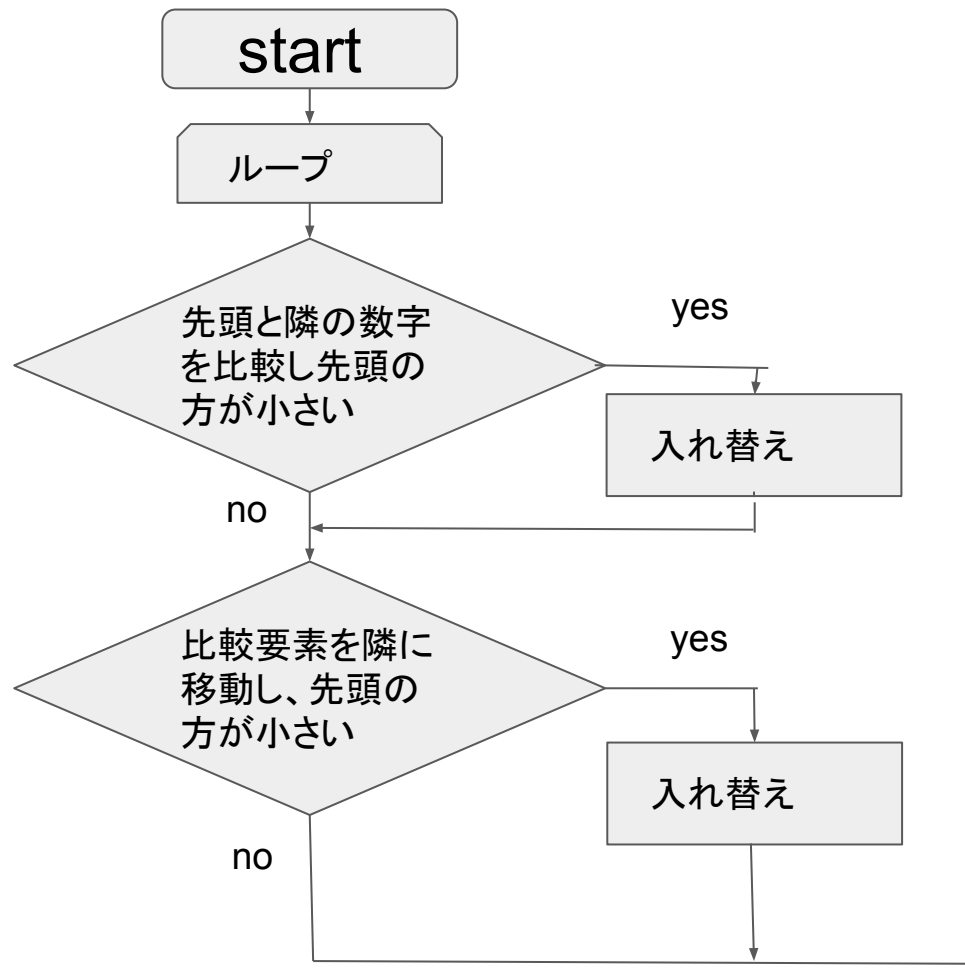 start
ループ
先頭と隣の数字
を比較し先頭の
方が小さい
yes
入れ替え
no
比較要素を隣に
移動し、先頭の
方が小さい
yes
入れ替え
no